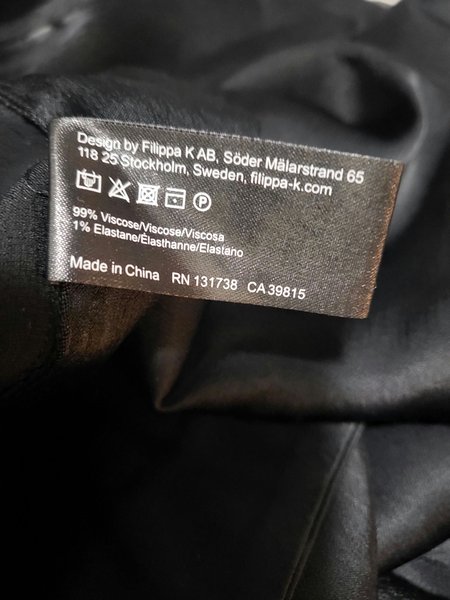 Design by Filippa K AB, Söder Mälarstrand 65
118 25 Stockholm, Sweden, filippa-k.com
P
99% Viscose/Viscose/Viscosa
1% Elastane/Élasthanne/Elastaño
Made in China RN 131738 CA 39815